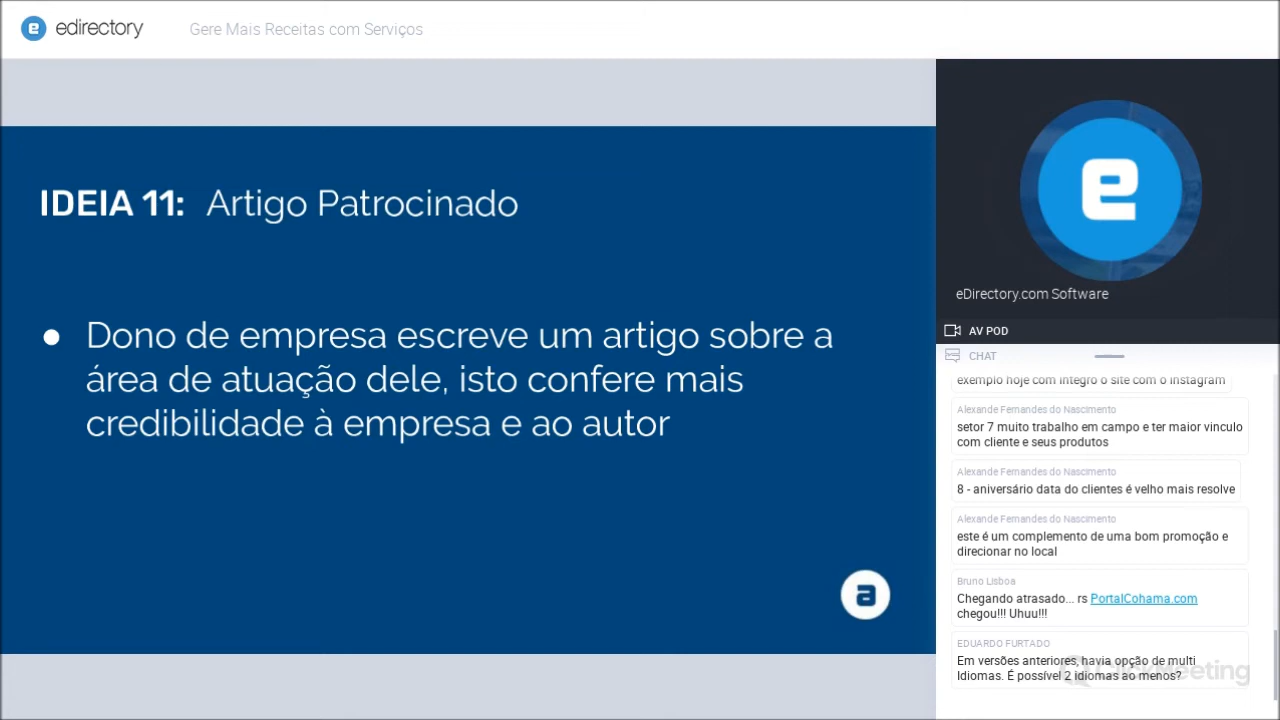 e edirectory
Gere Mais Receitas com Serviços
IDEIA 11: Artigo Patrocinado
● Dono de empresa escreve um artigo sobre a
área de atuação dele, isto confere mais
credibilidade à empresa e ao autor
a
e
eDirectory.com Software
AV POD
CHAT
exemplo hoje com integro o site com o instagram
Alexande Fernandes do Nascimento
setor 7 muito trabalho em campo e ter maior vinculo
com cliente e seus produtos
Alexande Fernandes do Nascimento
8 - aniversário data do clientes é velho mais resolve
Alexande Fernandes do Nascimento
este é um complemento de uma bom promoção e
direcionar no local
Bruno Lisboa
Chegando atrasado... rs PortalCohama.com
chegou!!! Uhuu!!!
EDUARDO FURTADO
Em versões anteriores, havia opção de multi
Idiomas. É possível 2 idiomas ao menos?
ClickMeeting